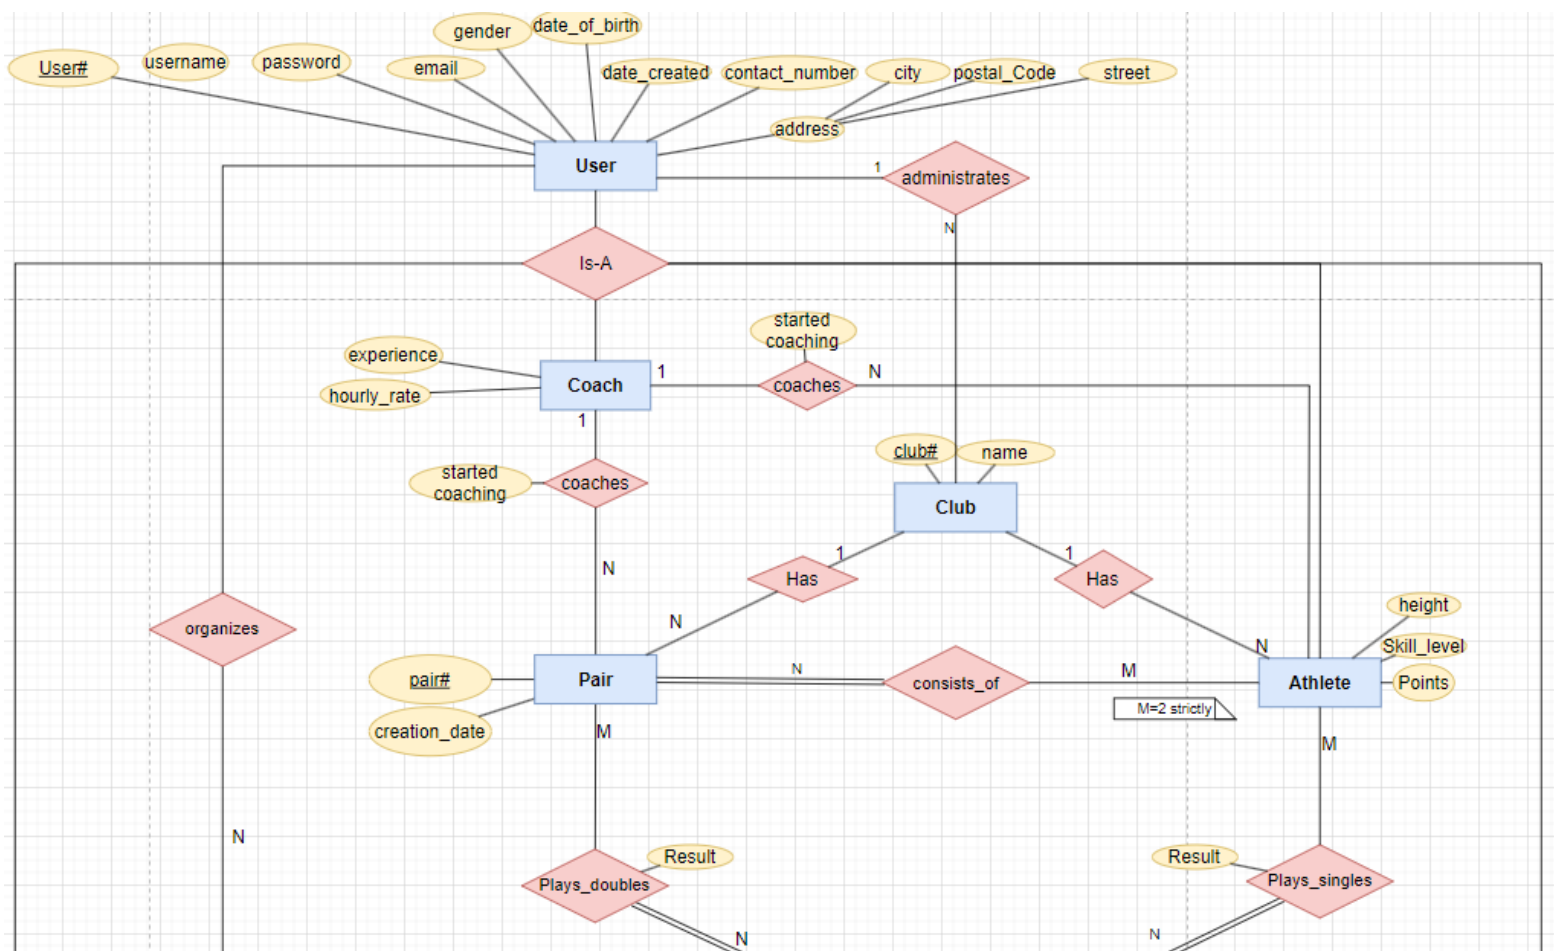 gender
date_of_birth
User#
username
password
email
date_created
contact_number
city
postal_Code
street
address
User
1
administrates
N
Is-A
started
coaching
experience
Coach
1
coaches
N
hourly_rate
1
club#
name
started
coaching
coaches
Club
1
1
N
Has
Has
height
N
organizes
N
Skill_level
pair#
Pair
N
consists_of
M
Athlete
Points
M=2 strictly
creation_date
M
M
N
Result
Result
Plays_doubles
Plays_singles
N
N